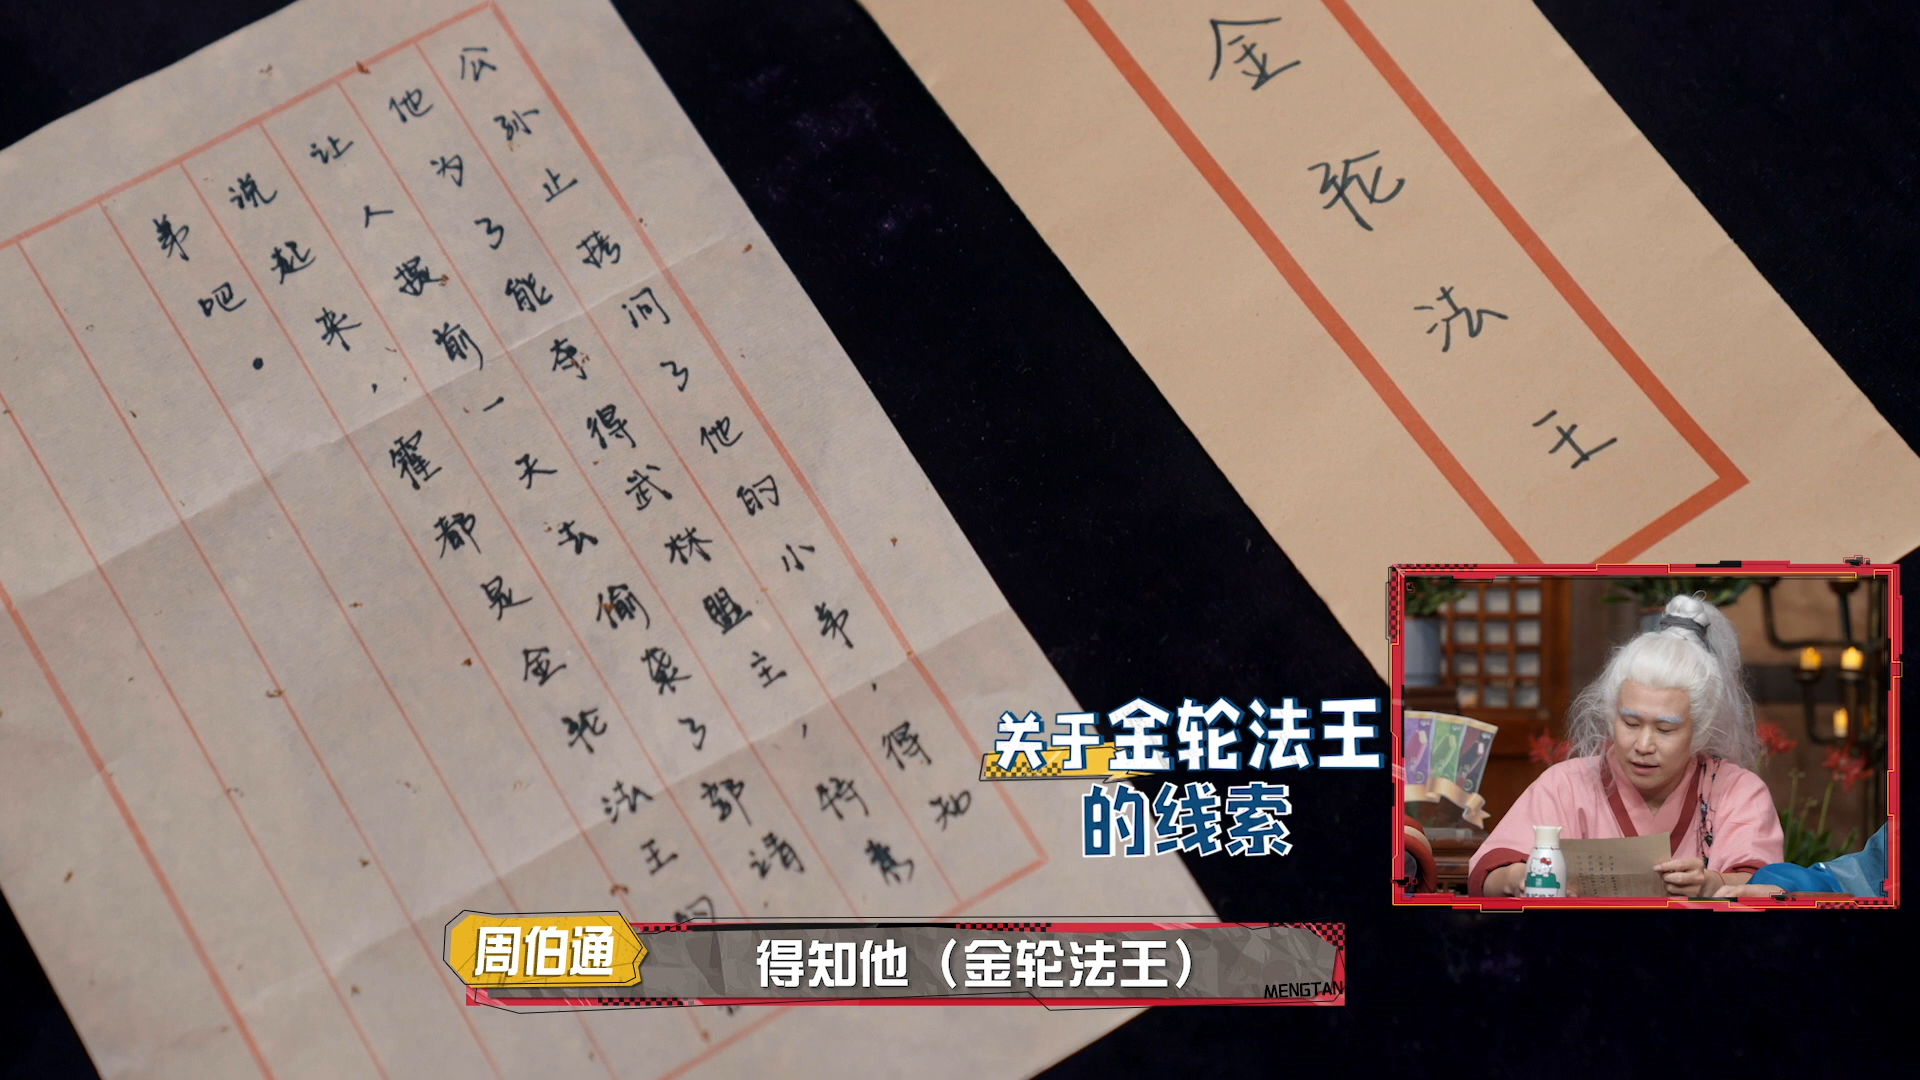 金轮法王
公孙止拷问了他的小弟，得知
他为了能夺得武林盟主，特意
让人提前一天去偷袭了郭靖
说起来，霍都是金轮法王的
弟吧。
关于金轮法王
的线索
周伯通
得知他（金轮法王）
MENGTAN